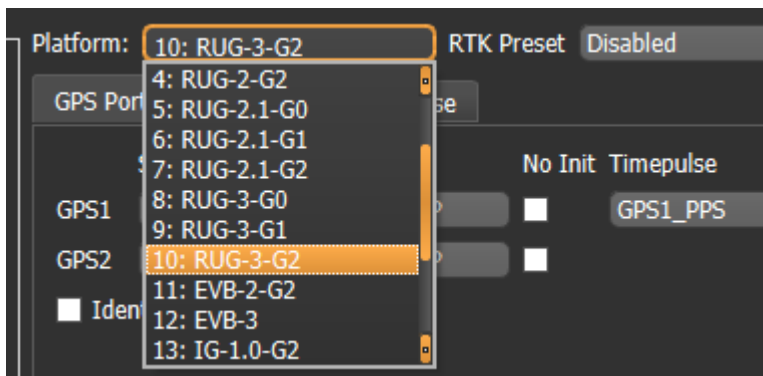 Platform: 10: RUG-3-G2 RTK Preset Disabled
4: RUG-2-G2
GPS Por
5: RUG-2.1-G0
6: RUG-2.1-G1
7: RUG-2.1-G2
No Init Timepulse
8: RUG-3-G0
GPS1 GPS1_PPS
9: RUG-3-G1
GPS2 10: RUG-3-G2
11: EVB-2-G2
Iden
12: EVB-3
13: IG-1.0-G2